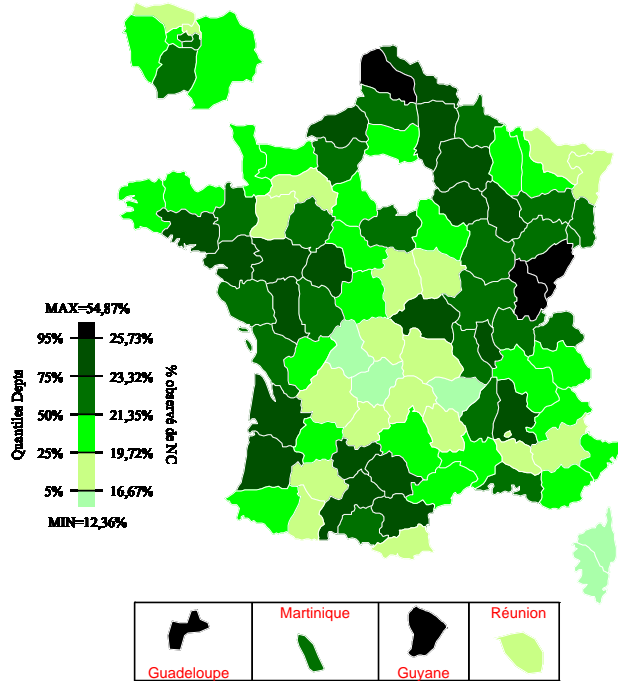 MAX=54,87%
95% 25,73%
75% 23,32%
50% 21,35%
25% 19,72%
5% 16,67%
MIN=12,36%
Quantiles Depts
% observé de NC
Martinique Réunion
Guadeloupe Guyane